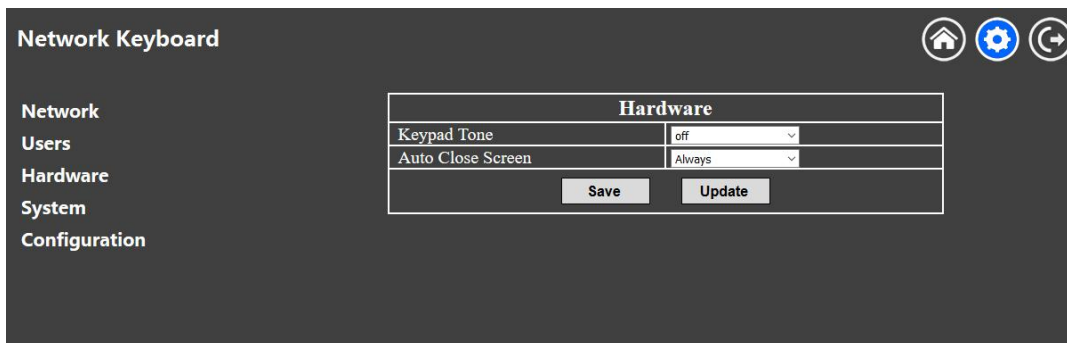 Network Keyboard
Network
Users
Hardware
System
Configuration
Hardware
Keypad Tone off
Auto Close Screen Always
Save Update